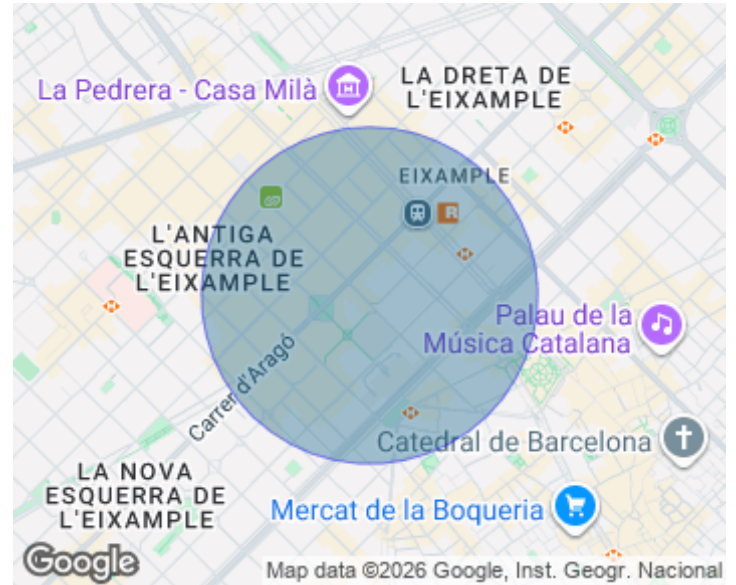 La Pedrera - Casa Milà
LA DRETA DE
L'EIXAMPLE
EIXAMPLE
R
L'ANTIGA
ESQUERRA DE
L'EIXAMPLE
Palau de la
Música Catalana
Carrer d'Aragó
Catedral de Barcelona
LA NOVA
ESQUERRA DE
L'EIXAMPLE
Mercat de la Boqueria
Google
Map data ©2026 Google, Inst. Geogr. Nacional